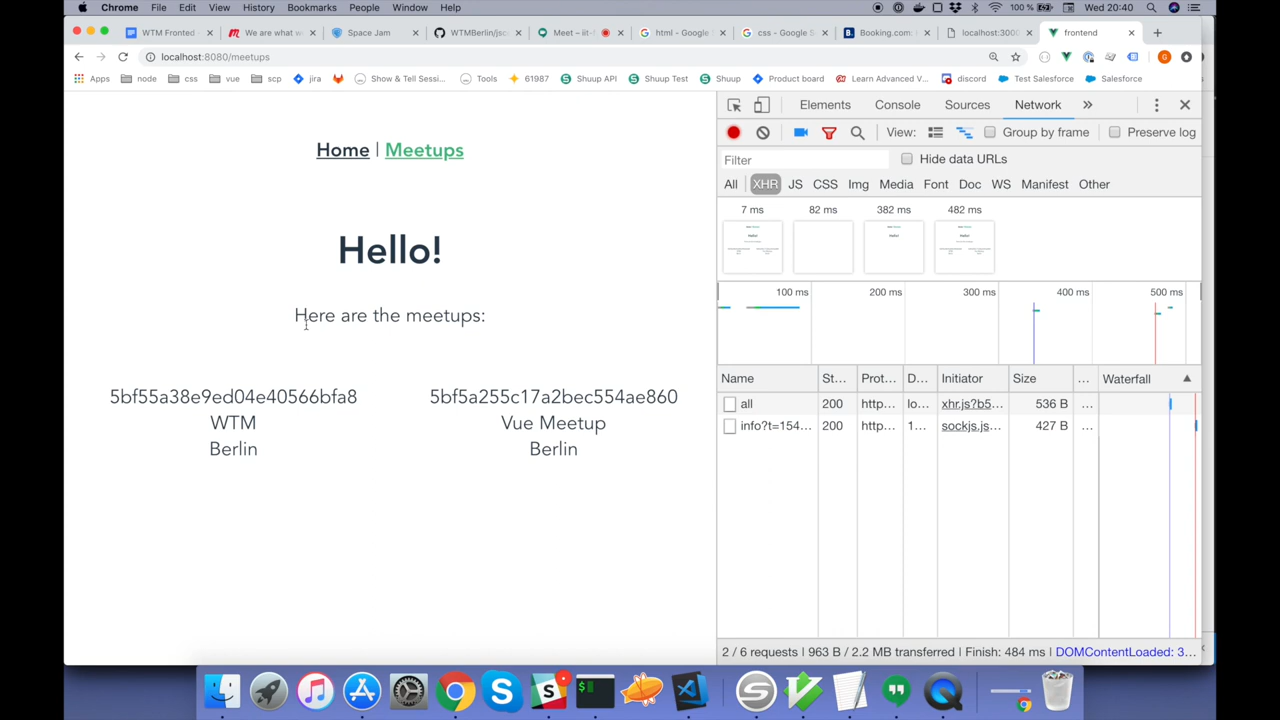 Chrome File Edit View History Bookmarks People Window Help 100 % Wed 20:40
WTM Fronted We are what w Space Jam WTMBerlin/jsc Meet – iit- html - Google S css - Google S Booking.com: localhost:3000 frontend
localhost:8080/meetups
Apps node css vue scp jira Show & Tell Sessi... Tools 61987 Shuup API Shuup Test Shuup Product board Learn Advanced V... discord Test Salesforce Salesforce
Elements Console Sources Network »
View: Group by frame Preserve log
Filter Hide data URLs
All XHR JS CSS Img Media Font Doc WS Manifest Other
7 ms 82 ms 382 ms 482 ms
100 ms 200 ms 300 ms 400 ms 500 ms
Name St... Prot... D... Initiator Size ... Waterfall
all 200 http... lo... xhr.js?b5... 536 B ...
info?t=154... 200 http... 1... sockjs.js... 427 B ...
2 / 6 requests | 963 B / 2.2 MB transferred | Finish: 484 ms | DOMContentLoaded: 3...
Home | Meetups
Hello!
Here are the meetups:
5bf55a38e9ed04e40566bfa8 5bf5a255c17a2bec554ae860
WTM Vue Meetup
Berlin Berlin